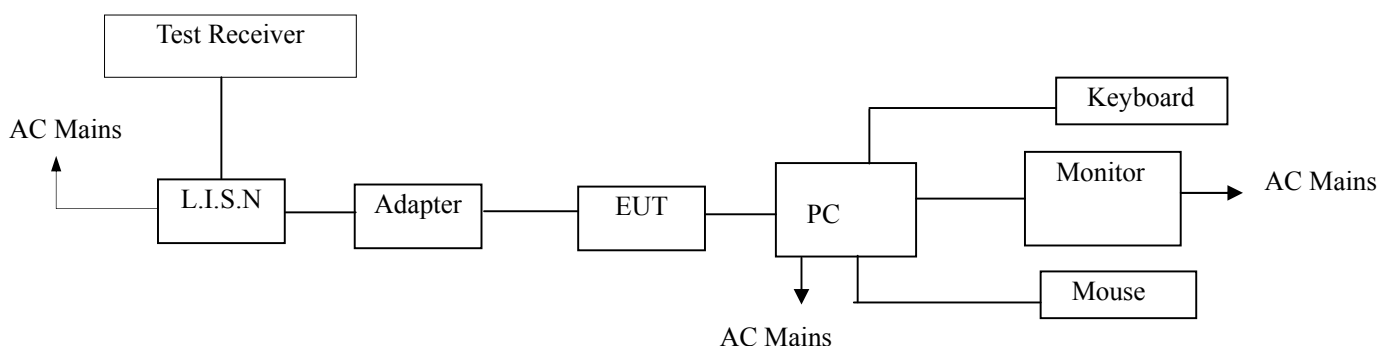 Test Receiver
Keyboard
AC Mains
Monitor
AC Mains
L.I.S.N
Adapter
EUT
PC
Mouse
AC Mains